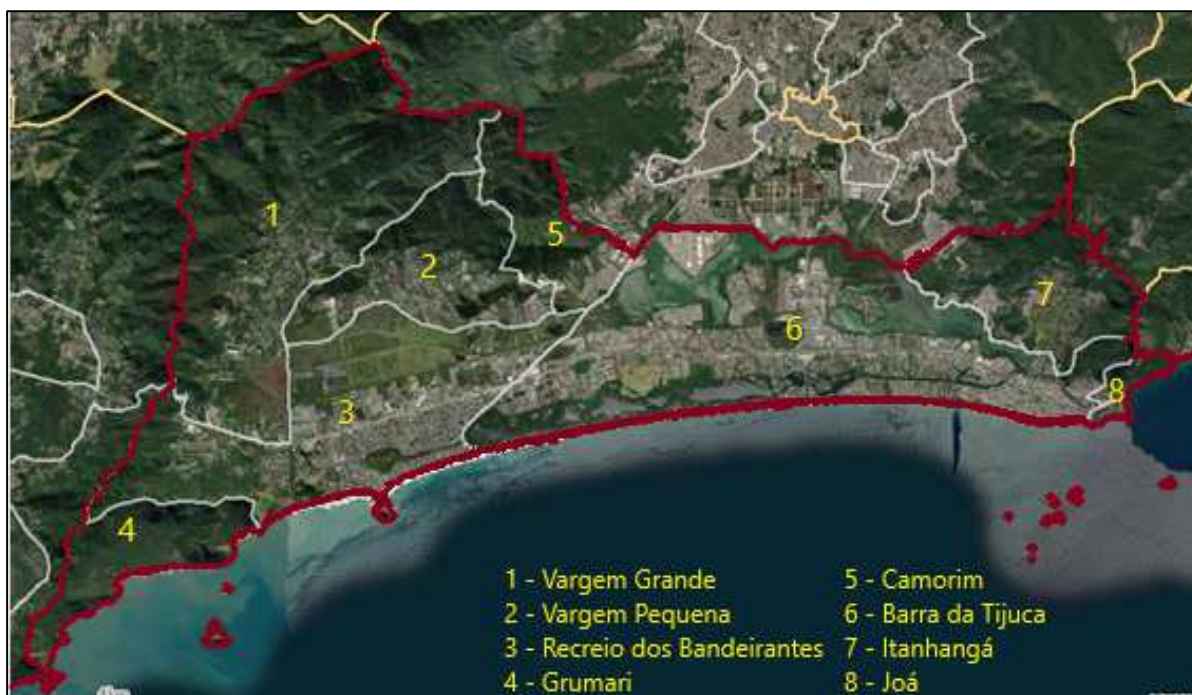 1
5
2
7
6
3
8
4
1 - Vargem Grande
2 - Vargem Pequena
3 - Recreio dos Bandeirantes
4 - Grumari
5 - Camorim
6 - Barra da Tijuca
7 - Itanhangá
8 - Joá